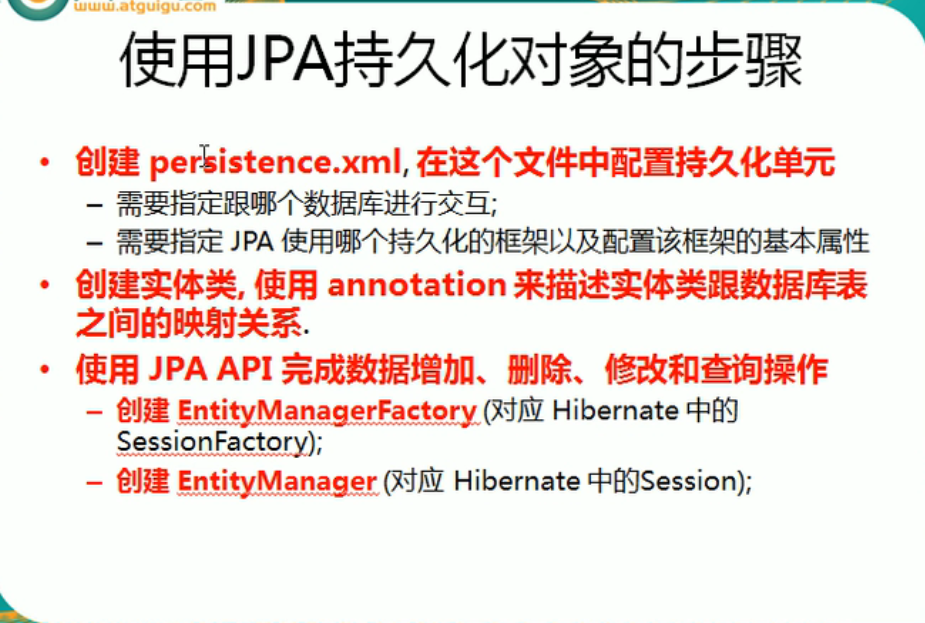 www.atguigu.com
使用JPA持久化对象的步骤
• 创建 persistence.xml, 在这个文件中配置持久化单元
– 需要指定跟哪个数据库进行交互;
– 需要指定 JPA 使用哪个持久化的框架以及配置该框架的基本属性
• 创建实体类, 使用 annotation 来描述实体类跟数据库表
之间的映射关系.
• 使用 JPA API 完成数据增加、删除、修改和查询操作
– 创建 EntityManagerFactory (对应 Hibernate 中的
SessionFactory);
– 创建 EntityManager (对应 Hibernate 中的Session);